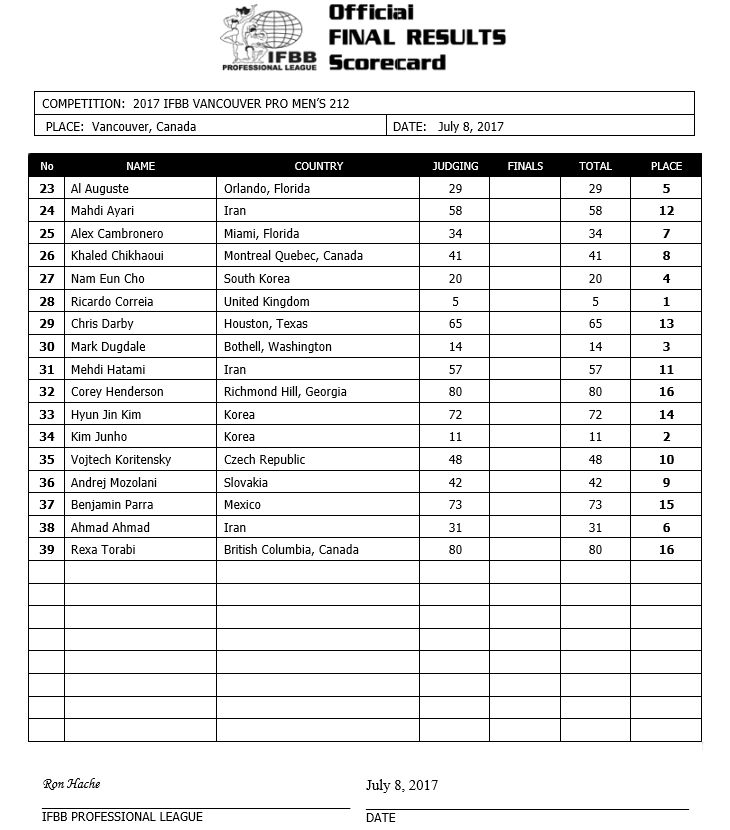 Official
FINAL RESULTS
Scorecard
IFBB
PROFESSIONAL LEAGUE
COMPETITION: 2017 IFBB VANCOUVER PRO MEN'S 212
PLACE: Vancouver, Canada DATE: July 8, 2017
No NAME COUNTRY JUDGING FINALS TOTAL PLACE
23 Al Auguste Orlando, Florida 29 29 5
24 Mahdi Ayari Iran 58 58 12
25 Alex Cambronero Miami, Florida 34 34 7
26 Khaled Chikhaoui Montreal Quebec, Canada 41 41 8
27 Nam Eun Cho South Korea 20 20 4
28 Ricardo Correia United Kingdom 5 5 1
29 Chris Darby Houston, Texas 65 65 13
30 Mark Dugdale Bothell, Washington 14 14 3
31 Mehdi Hatami Iran 57 57 11
32 Corey Henderson Richmond Hill, Georgia 80 80 16
33 Hyun Jin Kim Korea 72 72 14
34 Kim Junho Korea 11 11 2
35 Vojtech Koritensky Czech Republic 48 48 10
36 Andrej Mozolani Slovakia 42 42 9
37 Benjamin Parra Mexico 73 73 15
38 Ahmad Ahmad Iran 31 31 6
39 Rexa Torabi British Columbia, Canada 80 80 16
Ron Hache July 8, 2017
IFBB PROFESSIONAL LEAGUE DATE